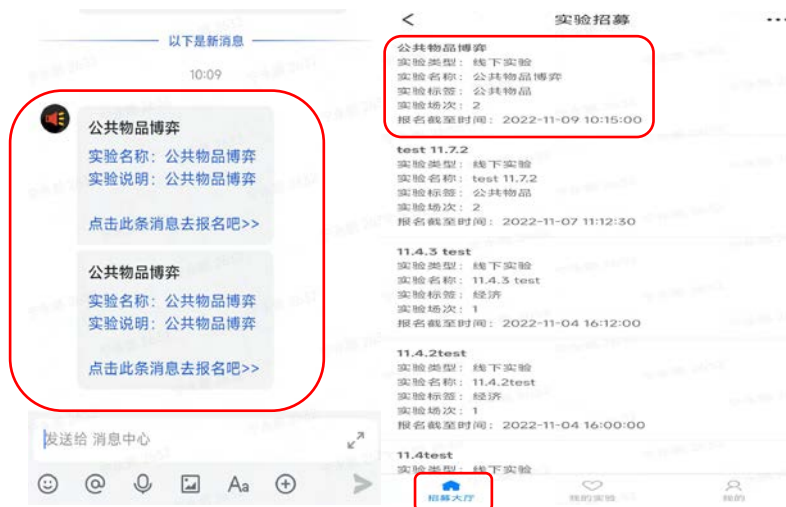 以下是新消息
10:09
公共物品博弈
实验名称：公共物品博弈
实验说明：公共物品博弈
点击此条消息去报名吧>>
公共物品博弈
实验名称：公共物品博弈
实验说明：公共物品博弈
点击此条消息去报名吧>>
发送给 消息中心
Aa
实验招募
公共物品博弈
实验类型：线下实验
实验名称：公共物品博弈
实验标签：公共物品
实验场次：2
报名截至时间：2022-11-09 10:15:00
test 11.7.2
实验类型：线下实验
实验名称：test 11.7.2
实验标签：公共物品
实验场次：2
报名截至时间：2022-11-07 11:12:30
11.4.3 test
实验类型：线下实验
实验名称：11.4.3 test
实验标签：经济
实验场次：1
报名截至时间：2022-11-04 16:12:00
11.4.2test
实验类型：线下实验
实验名称：11.4.2test
实验标签：经济
实验场次：1
报名截至时间：2022-11-04 16:00:00
11.4test
实验类型：线下实验
招募大厅
我的实验
我的